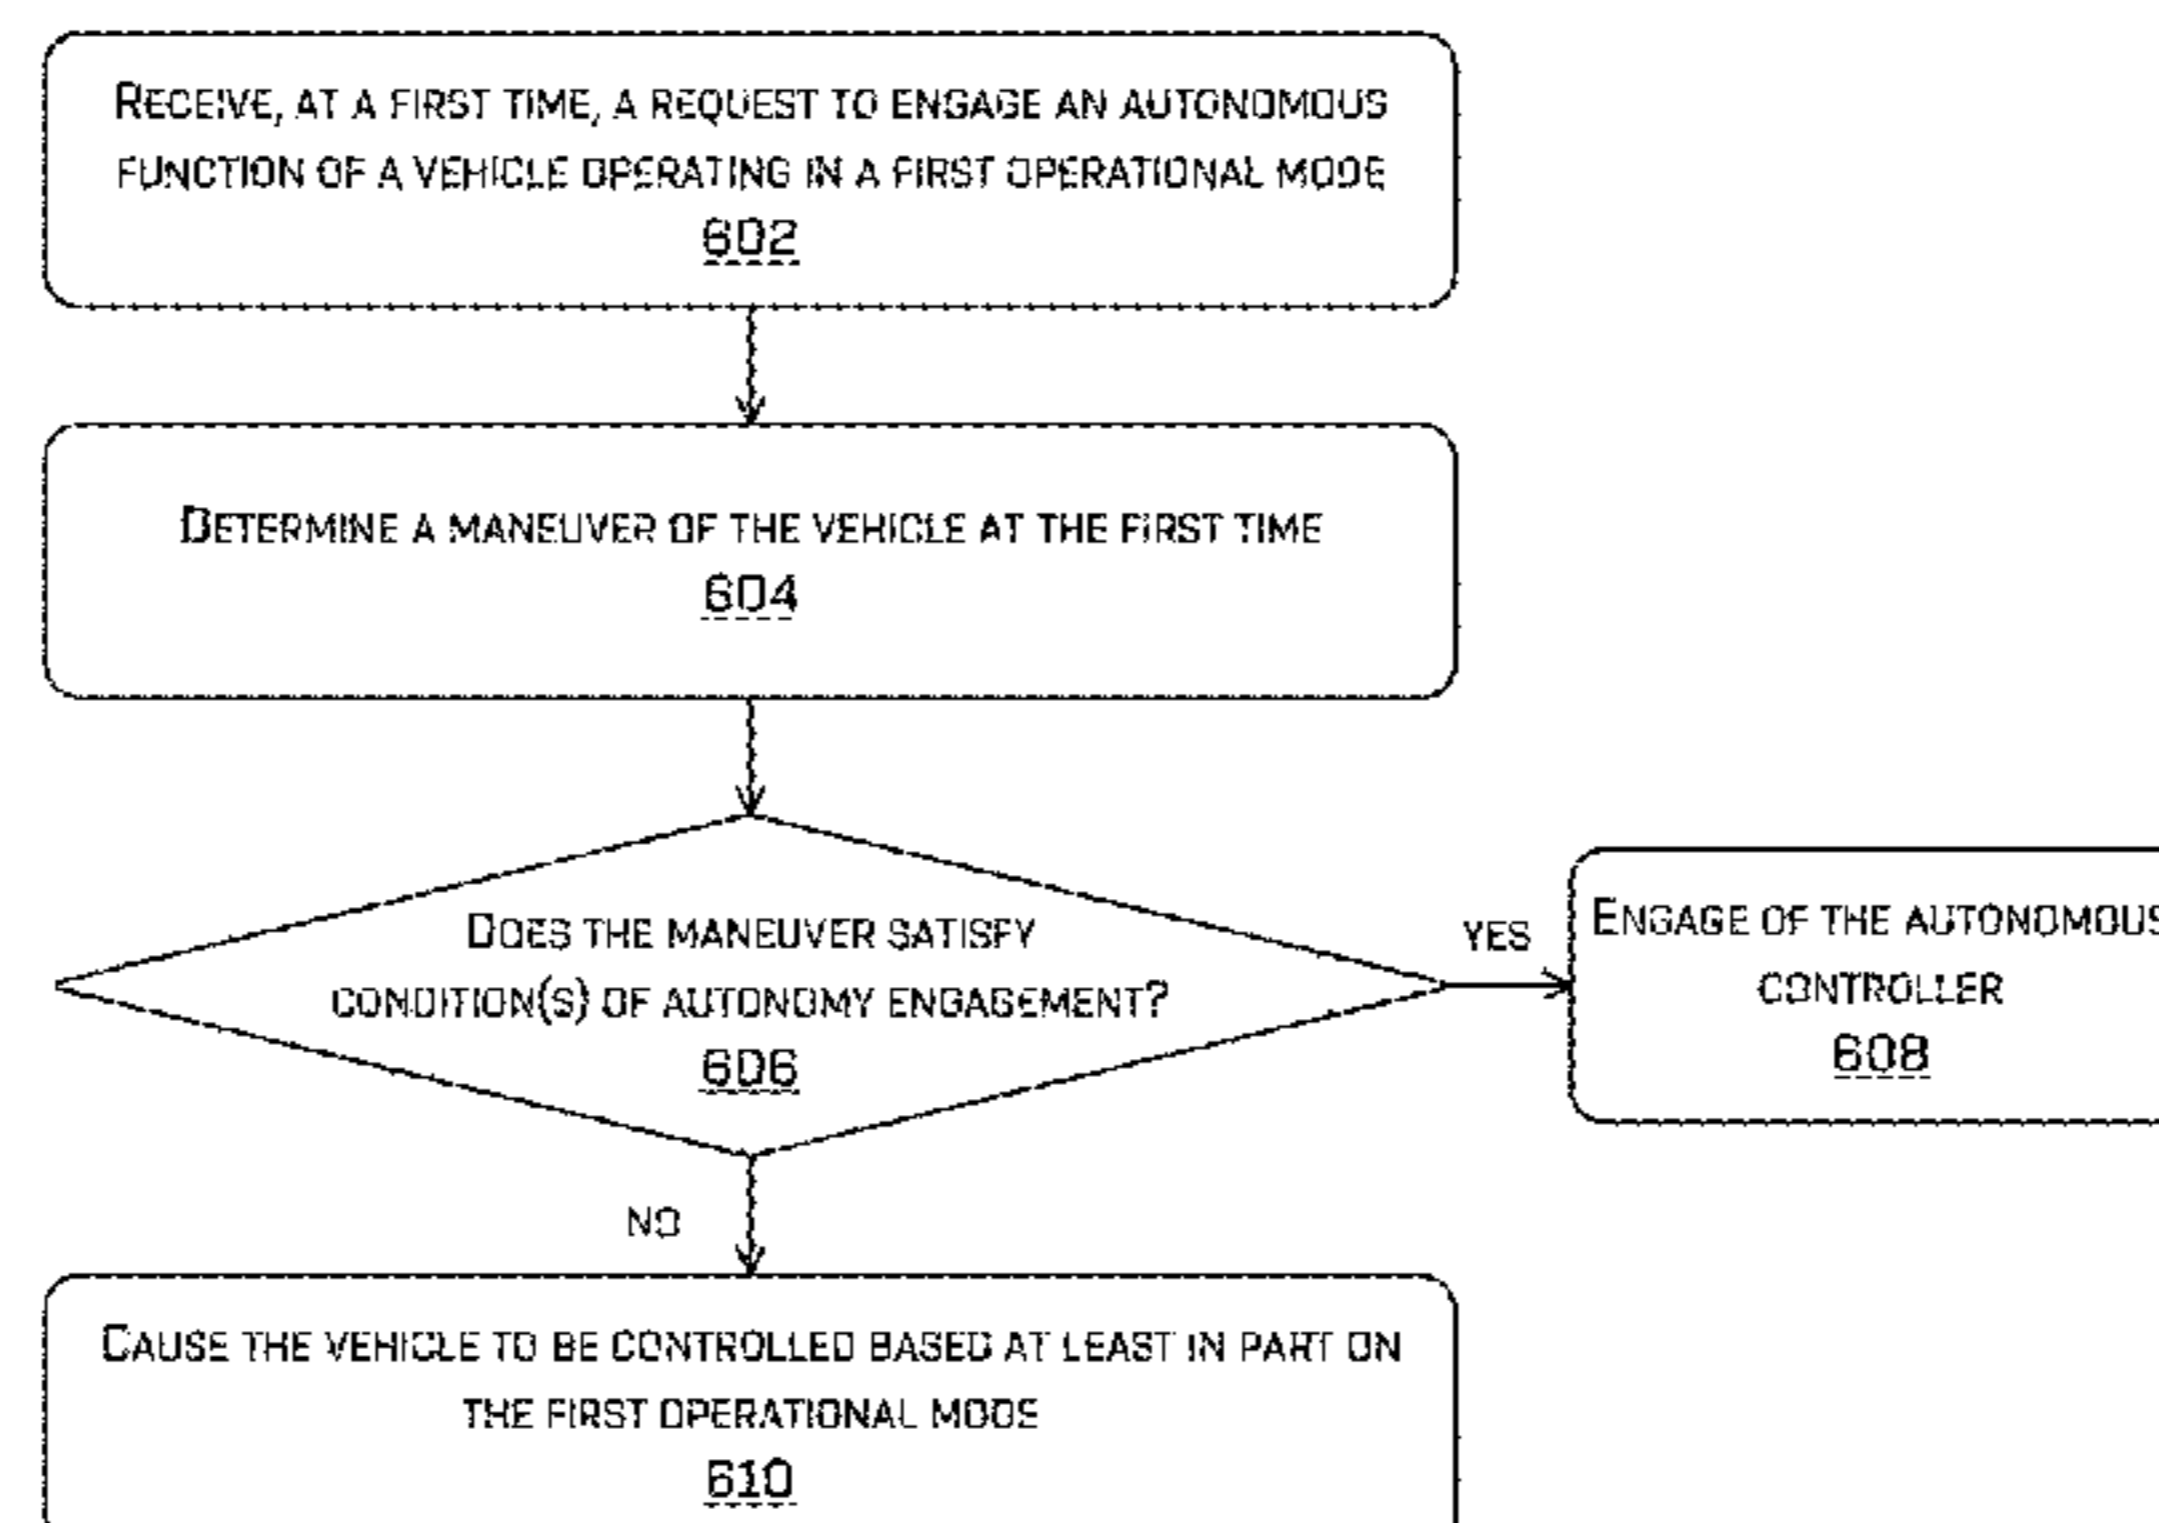 Receive, at a first time, a request to engage an autonomous
function of a vehicle operating in a first operational mode
602
Determine a maneuver of the vehicle at the first time
604
Does the maneuver satisfy
condition(s) of autonomy engagement?
606
YES
Engage of the autonomous
controller
608
NO
Cause the vehicle to be controlled based at least in part on
the first operational mode
610